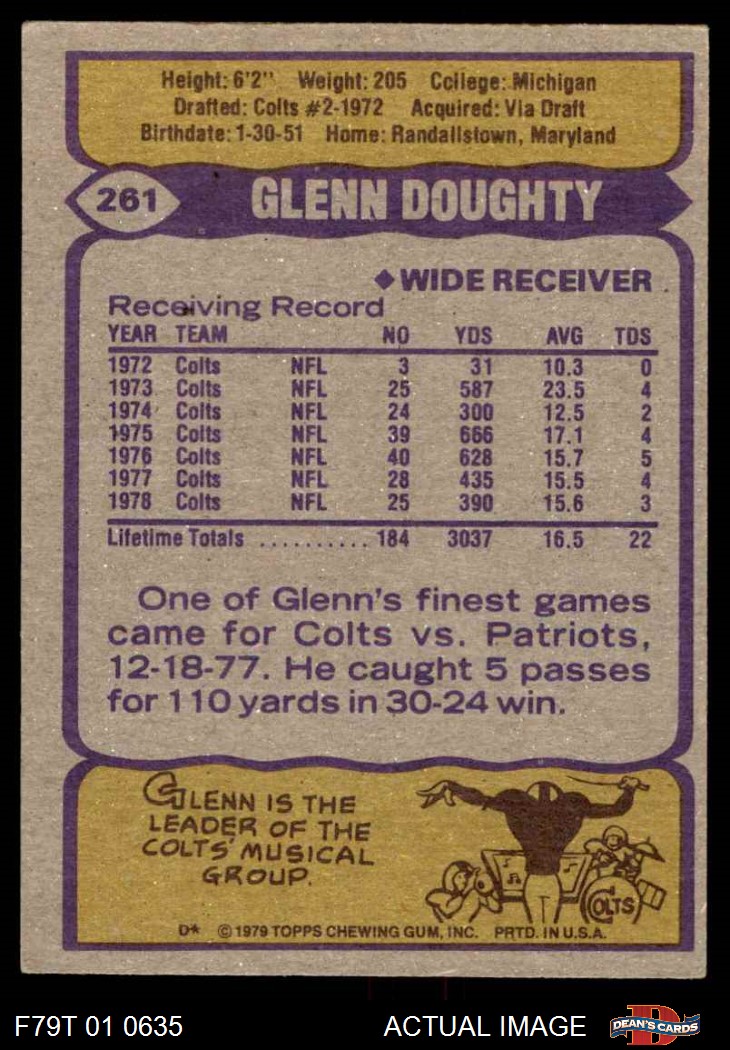 Height: 6'2" Weight: 205 College: Michigan
Drafted: Colts #2-1972 Acquired: Via Draft
Birthdate: 1-30-51 Home: Randallstown, Maryland
261 GLENN DOUGHTY
◆WIDE RECEIVER
Receiving Record
YEAR TEAM NO YDS AVG TDS
1972 Colts NFL 3 31 10.3 0
1973 Colts NFL 25 587 23.5 4
1974 Colts NFL 24 300 12.5 2
1975 Colts NFL 39 666 17.1 4
1976 Colts NFL 40 628 15.7 5
1977 Colts NFL 28 435 15.5 4
1978 Colts NFL 25 390 15.6 3
Lifetime Totals .......... 184 3037 16.5 22
One of Glenn's finest games
came for Colts vs. Patriots,
12-18-77. He caught 5 passes
for 110 yards in 30-24 win.
GLENN IS THE
LEADER OF THE
COLTS' MUSICAL
GROUP.
COLTS
D* © 1979 TOPPS CHEWING GUM, INC. PRTD. IN U.S.A.
F79T 01 0635 ACTUAL IMAGE D DEAN'S CARDS